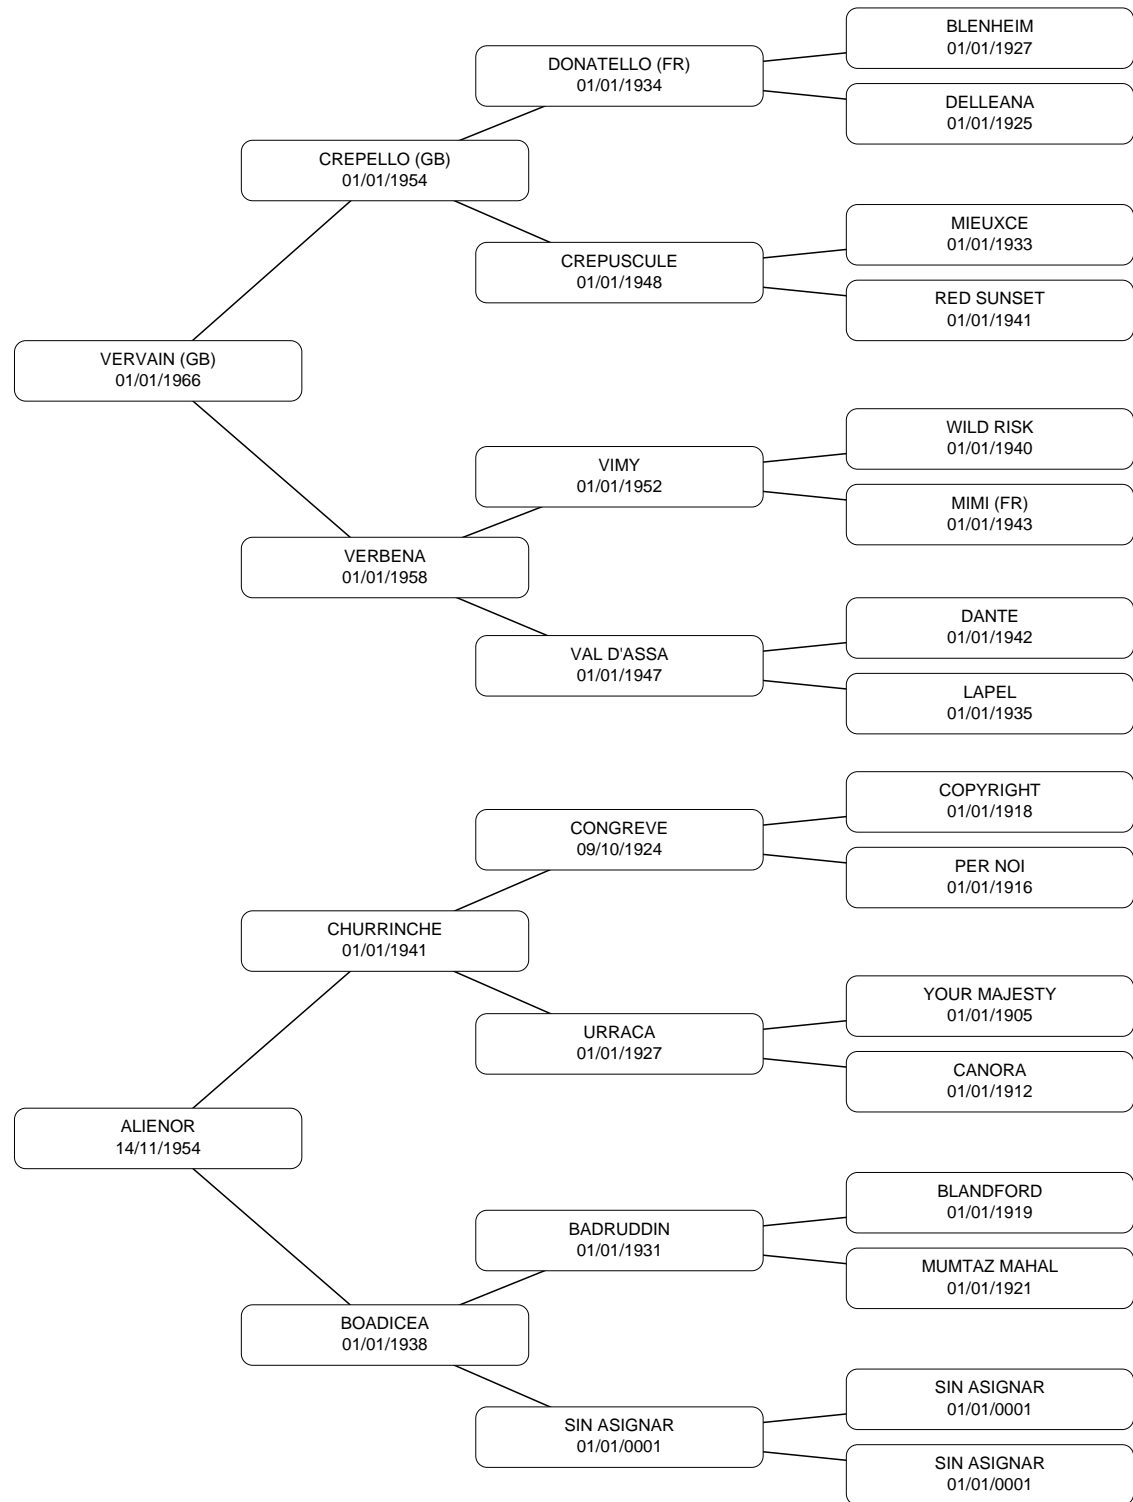 BLENHEIM
01/01/1927
DONATELLO (FR)
01/01/1934
DELLEANA
01/01/1925
CREPELLO (GB)
01/01/1954
MIEUXCE
01/01/1933
CREPUSCULE
01/01/1948
RED SUNSET
01/01/1941
VERVAIN (GB)
01/01/1966
WILD RISK
01/01/1940
VIMY
01/01/1952
MIMI (FR)
01/01/1943
VERBENA
01/01/1958
DANTE
01/01/1942
VAL D'ASSA
01/01/1947
LAPEL
01/01/1935
COPYRIGHT
01/01/1918
CONGREVE
09/10/1924
PER NOI
01/01/1916
CHURRINCHE
01/01/1941
YOUR MAJESTY
01/01/1905
URRACA
01/01/1927
CANORA
01/01/1912
ALIENOR
14/11/1954
BLANDFORD
01/01/1919
BADRUDDIN
01/01/1931
MUMTAZ MAHAL
01/01/1921
BOADICEA
01/01/1938
SIN ASIGNAR
01/01/0001
SIN ASIGNAR
01/01/0001
SIN ASIGNAR
01/01/0001